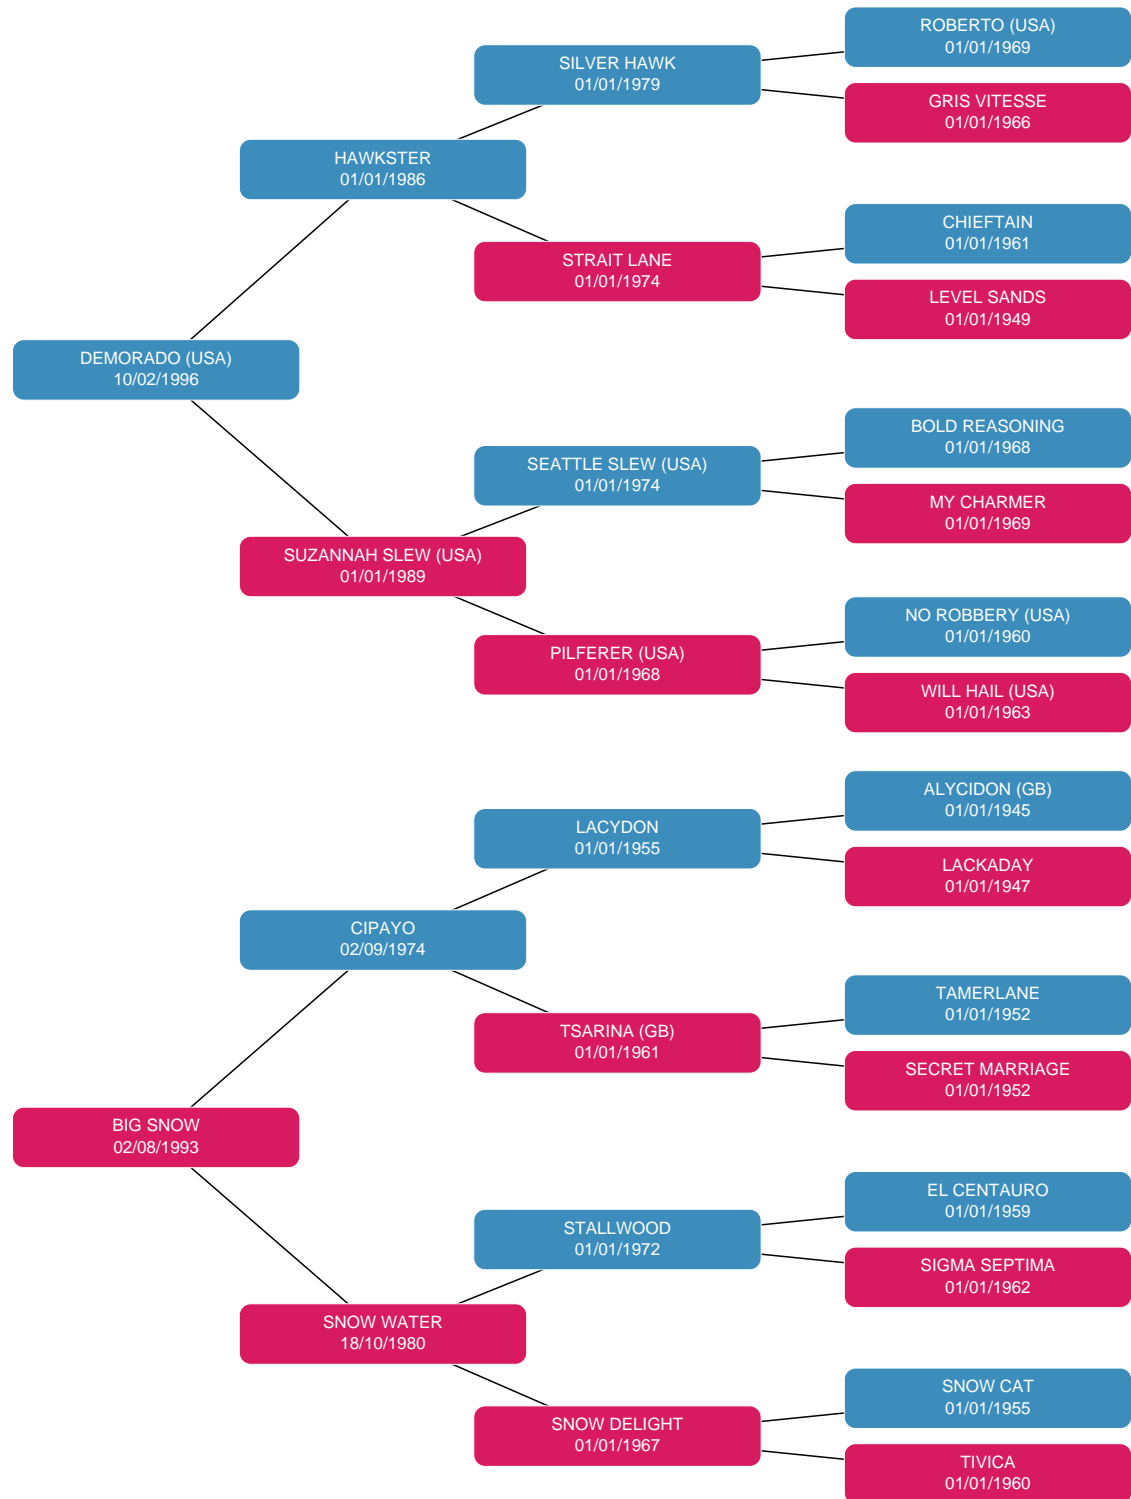 ROBERTO (USA)
01/01/1969
SILVER HAWK
01/01/1979
GRIS VITESSE
01/01/1966
HAWKSTER
01/01/1986
CHIEFTAIN
01/01/1961
STRAIT LANE
01/01/1974
LEVEL SANDS
01/01/1949
DEMORADO (USA)
10/02/1996
BOLD REASONING
01/01/1968
SEATTLE SLEW (USA)
01/01/1974
MY CHARMER
01/01/1969
SUZANNAH SLEW (USA)
01/01/1989
NO ROBBERY (USA)
01/01/1960
PILFERER (USA)
01/01/1968
WILL HAIL (USA)
01/01/1963
ALYCIDON (GB)
01/01/1945
LACYDON
01/01/1955
LACKADAY
01/01/1947
CIPAYO
02/09/1974
TAMERLANE
01/01/1952
TSARINA (GB)
01/01/1961
SECRET MARRIAGE
01/01/1952
BIG SNOW
02/08/1993
EL CENTAURO
01/01/1959
STALLWOOD
01/01/1972
SIGMA SEPTIMA
01/01/1962
SNOW WATER
18/10/1980
SNOW CAT
01/01/1955
SNOW DELIGHT
01/01/1967
TIVICA
01/01/1960